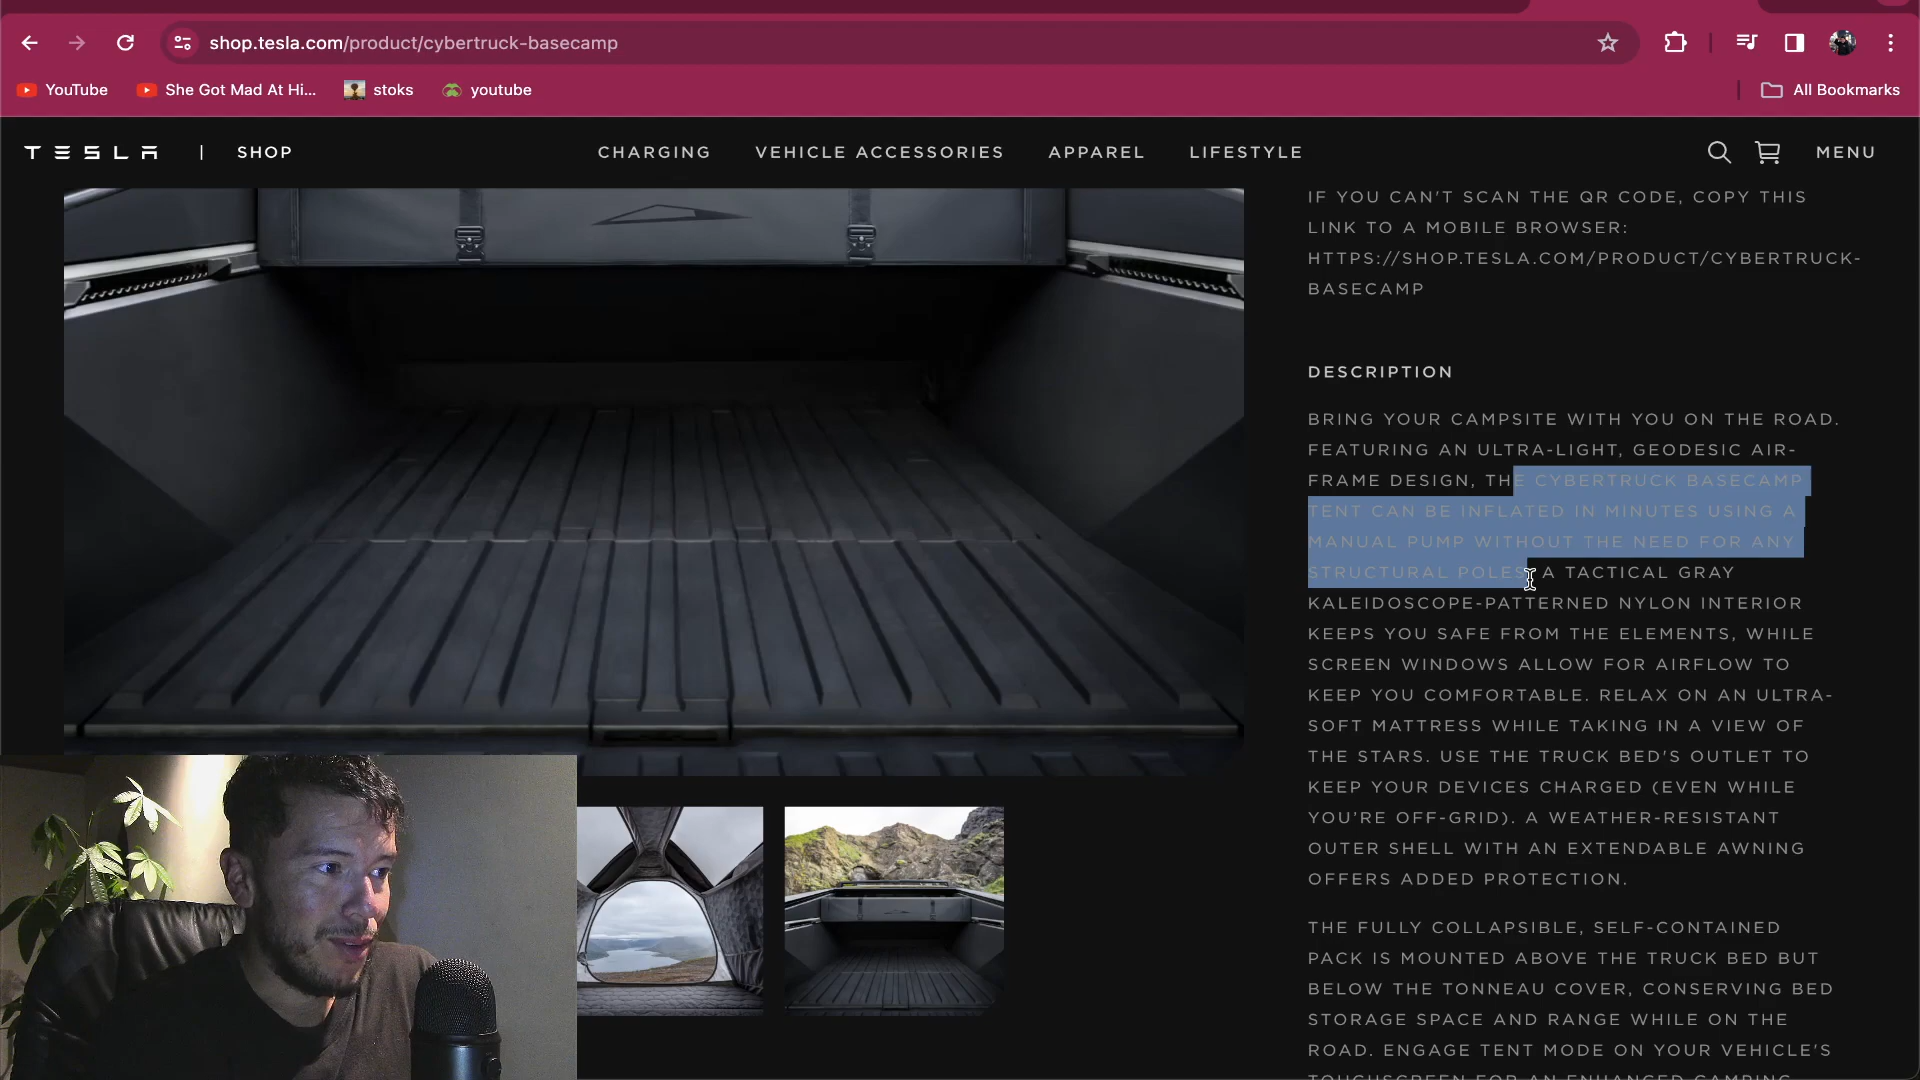 shop.tesla.com/product/cybertruck-basecamp
YouTube
She Got Mad At Hi...
stoks
youtube
All Bookmarks
TESLA | SHOP
CHARGING
VEHICLE ACCESSORIES
APPAREL
LIFESTYLE
MENU
IF YOU CAN'T SCAN THE QR CODE, COPY THIS
LINK TO A MOBILE BROWSER:
HTTPS://SHOP.TESLA.COM/PRODUCT/CYBERTRUCK-
BASECAMP
DESCRIPTION
BRING YOUR CAMPSITE WITH YOU ON THE ROAD.
FEATURING AN ULTRA-LIGHT, GEODESIC AIR-
FRAME DESIGN, THE CYBERTRUCK BASECAMP
TENT CAN BE INFLATED IN MINUTES USING A
MANUAL PUMP WITHOUT THE NEED FOR ANY
STRUCTURAL POLES. A TACTICAL GRAY
KALEIDOSCOPE-PATTERNED NYLON INTERIOR
KEEPS YOU SAFE FROM THE ELEMENTS, WHILE
SCREEN WINDOWS ALLOW FOR AIRFLOW TO
KEEP YOU COMFORTABLE. RELAX ON AN ULTRA-
SOFT MATTRESS WHILE TAKING IN A VIEW OF
THE STARS. USE THE TRUCK BED'S OUTLET TO
KEEP YOUR DEVICES CHARGED (EVEN WHILE
YOU'RE OFF-GRID). A WEATHER-RESISTANT
OUTER SHELL WITH AN EXTENDABLE AWNING
OFFERS ADDED PROTECTION.
THE FULLY COLLAPSIBLE, SELF-CONTAINED
PACK IS MOUNTED ABOVE THE TRUCK BED BUT
BELOW THE TONNEAU COVER, CONSERVING BED
STORAGE SPACE AND RANGE WHILE ON THE
ROAD. ENGAGE TENT MODE ON YOUR VEHICLE'S
TOUCHSCREEN FOR AN ENHANCED CAMPING